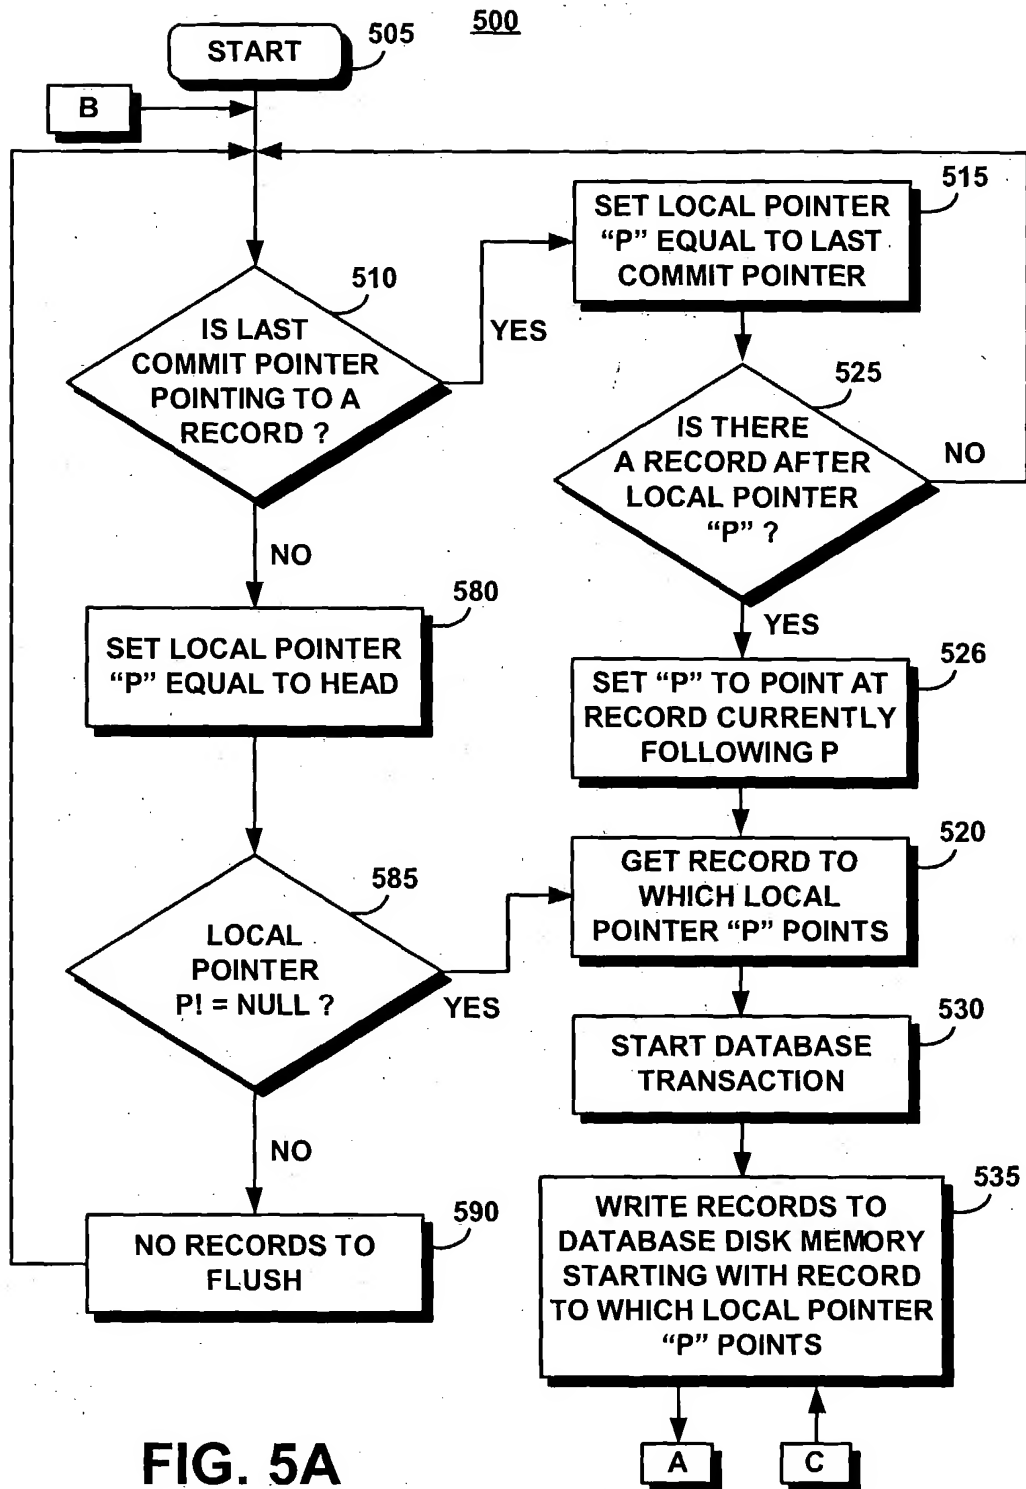 500
START
505
B
515
SET LOCAL POINTER
“P” EQUAL TO LAST
COMMIT POINTER
510
IS LAST
COMMIT POINTER
POINTING TO A
RECORD ?
YES
525
IS THERE
A RECORD AFTER
LOCAL POINTER
“P” ?
NO
NO
580
SET LOCAL POINTER
“P” EQUAL TO HEAD
YES
526
SET “P” TO POINT AT
RECORD CURRENTLY
FOLLOWING P
520
GET RECORD TO
WHICH LOCAL
POINTER “P” POINTS
585
LOCAL
POINTER
P! = NULL ?
YES
530
START DATABASE
TRANSACTION
NO
535
WRITE RECORDS TO
DATABASE DISK MEMORY
STARTING WITH RECORD
TO WHICH LOCAL POINTER
“P” POINTS
590
NO RECORDS TO
FLUSH
A
C
FIG. 5A